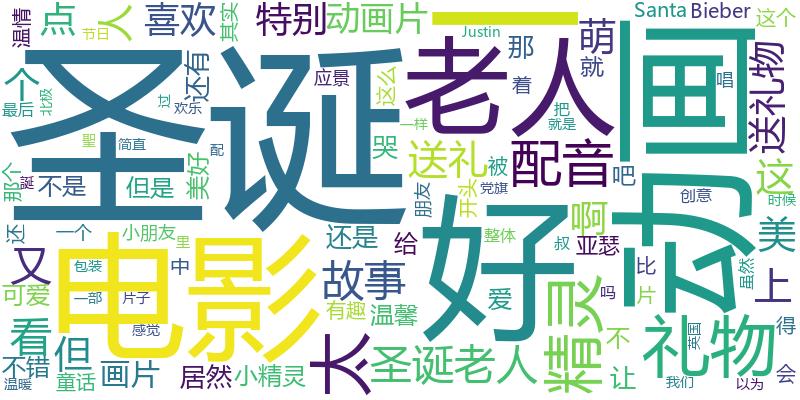 温情
点
节日
人
喜欢
其实
特别
动画片
一
Justin
那
萌
Santa
Bieber
这个
个
最后
北极
圣诞
还有
过
欢乐
应景
这么
老人
着
就
动画
唱
送礼物
比
那个
聖
誕
简直
不是
但是
美好
配
哭
一样
送礼
把
就是
配音
被
吧
创意
这
时候
还
一个
小朋友
里
还是
给
朋友
开头
党旗
好
整体
叔
啊
亚瑟
美
又
包装
中
电影
故事
可爱
一部
片子
有趣
温馨
爱
精灵
吗
比
片
虽然
上
看
但
感觉
太
不
让
礼物
英国
得
不错
温暖
童话
画片
居然
小精灵
圣诞老人
我们
以为
会